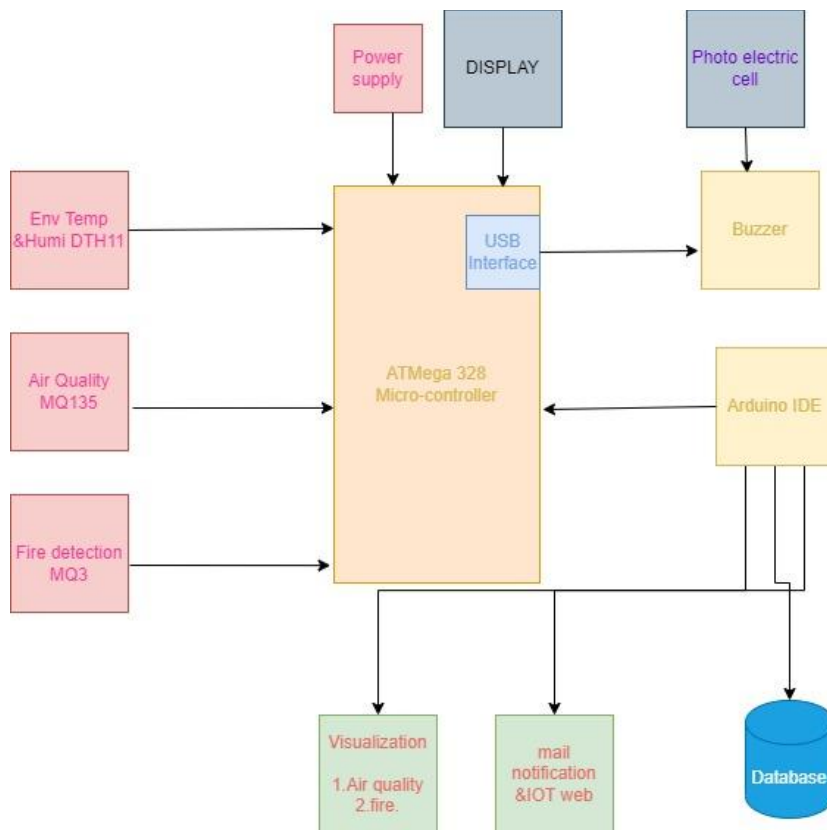 Power
supply
DISPLAY
Photo electric
cell
Env Temp
&Humi DTH11
USB
Interface
Buzzer
Air Quality
MQ135
ATMega 328
Micro-controller
Arduino IDE
Fire detection
MQ3
Visualization
1.Air quality
2.fire.
mail
notification
&IOT web
Database